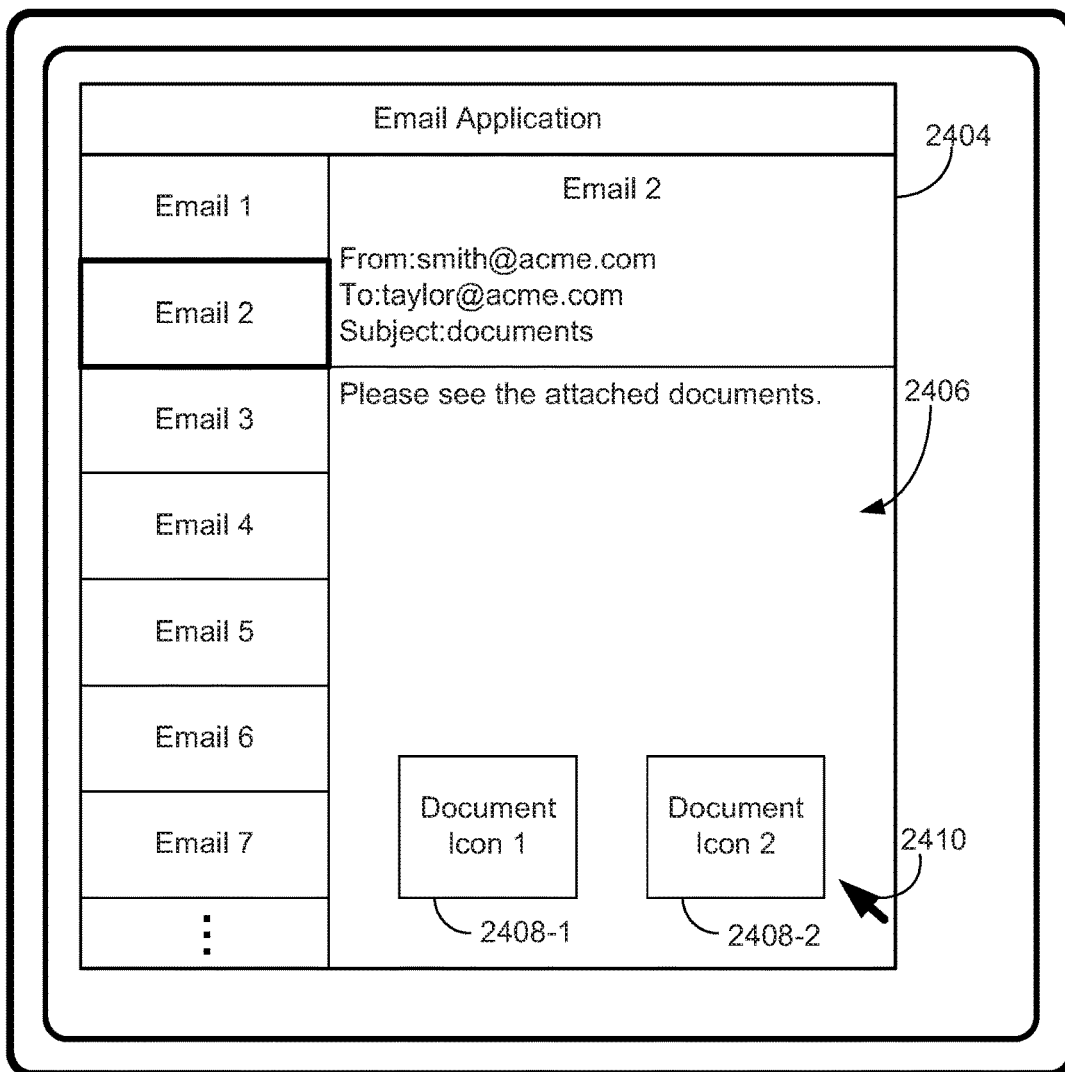 Email Application
2404
Email 1
Email 2
From:smith@acme.com
To:taylor@acme.com
Subject:documents
Email 2
Please see the attached documents.
2406
Email 3
Email 4
Email 5
Email 6
Email 7
Document
Icon 1
Document
Icon 2
2410
2408-1
2408-2